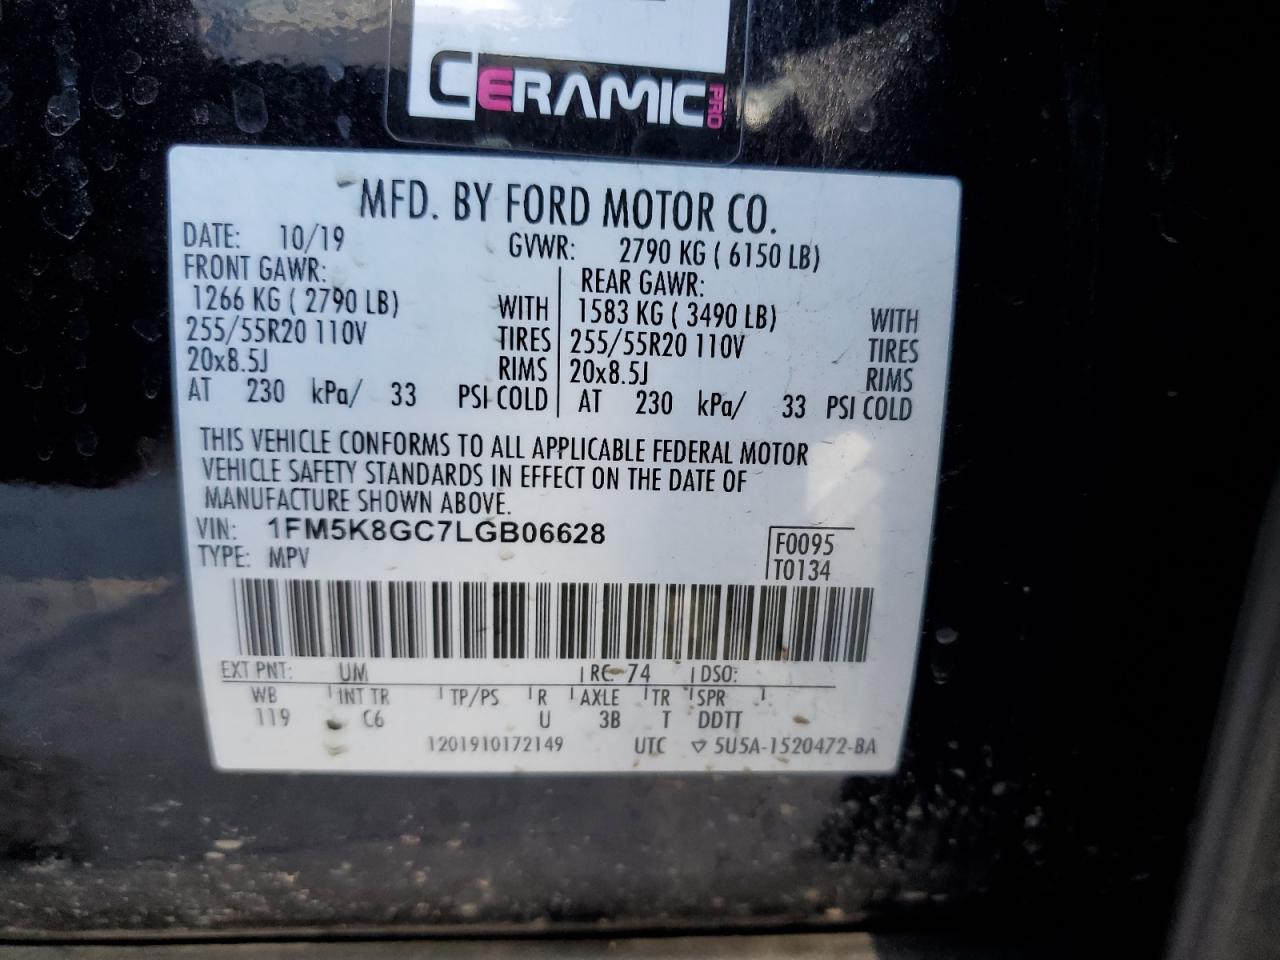 CERAMIC PRO
MFD. BY FORD MOTOR CO.
DATE: 10/19 GVWR: 2790 KG ( 6150 LB)
FRONT GAWR: REAR GAWR:
1266 KG ( 2790 LB) WITH 1583 KG ( 3490 LB) WITH
255/55R20 110V TIRES 255/55R20 110V TIRES
20x8.5J RIMS 20x8.5J RIMS
AT 230 kPa/ 33 PSI COLD AT 230 kPa/ 33 PSI COLD
THIS VEHICLE CONFORMS TO ALL APPLICABLE FEDERAL MOTOR
VEHICLE SAFETY STANDARDS IN EFFECT ON THE DATE OF
MANUFACTURE SHOWN ABOVE.
VIN: 1FM5K8GC7LGB06628 F0095
TYPE: MPV T0134
EXT PNT: UM RC: 74 DSO:
WB INT TR TP/PS R AXLE TR SPR
119 C6 U 3B T DDTT
1201910172149 UTC ▽ 5U5A-1520472-BA